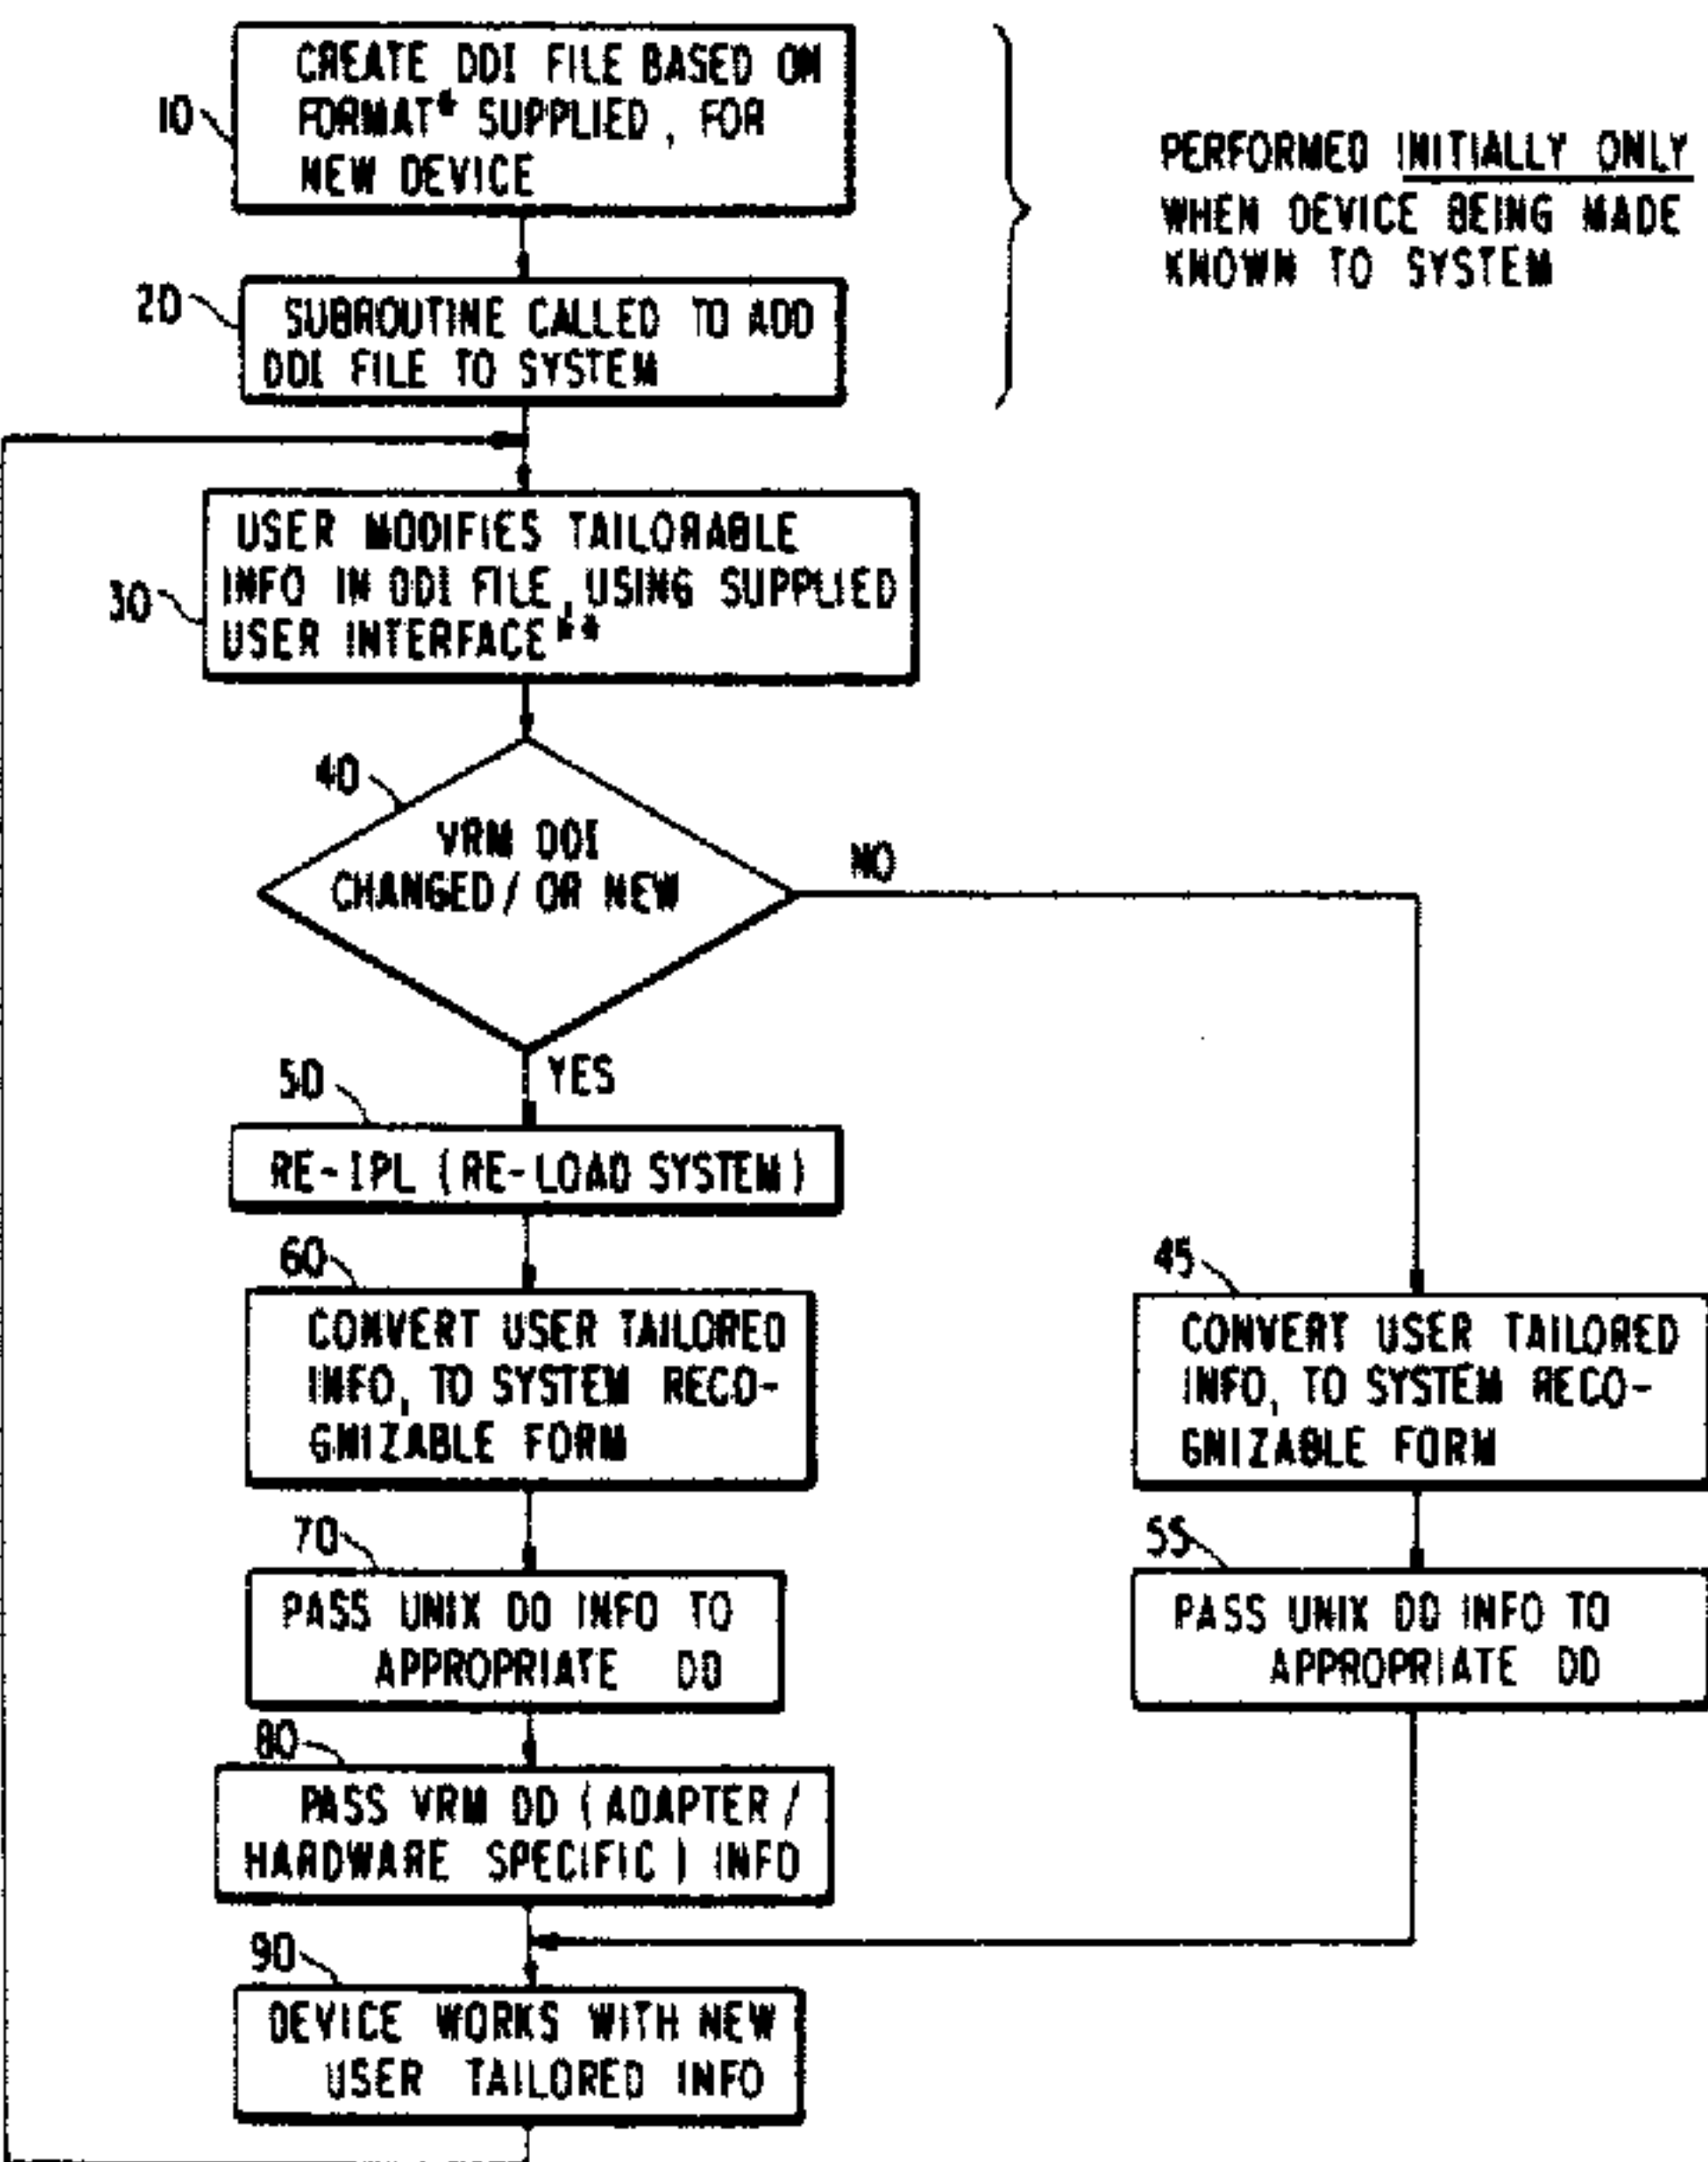 10
CREATE DDI FILE BASED ON
FORMAT* SUPPLIED, FOR
NEW DEVICE
PERFORMED INITIALLY ONLY
WHEN DEVICE BEING MADE
KNOWN TO SYSTEM
20
SUBROUTINE CALLED TO ADD
DDI FILE TO SYSTEM
30
USER MODIFIES TAILORABLE
INFO IN DDI FILE, USING SUPPLIED
USER INTERFACE**
40
VRM DDI
CHANGED/ OR NEW
NO
YES
50
RE-IPL (RE-LOAD SYSTEM)
60
CONVERT USER TAILORED
INFO, TO SYSTEM RECO-
GNIZABLE FORM
45
CONVERT USER TAILORED
INFO, TO SYSTEM RECO-
GNIZABLE FORM
70
PASS UNIX DD INFO TO
APPROPRIATE DD
55
PASS UNIX DD INFO TO
APPROPRIATE DD
80
PASS VRM DD (ADAPTER/
HARDWARE SPECIFIC) INFO
90
DEVICE WORKS WITH NEW
USER TAILORED INFO